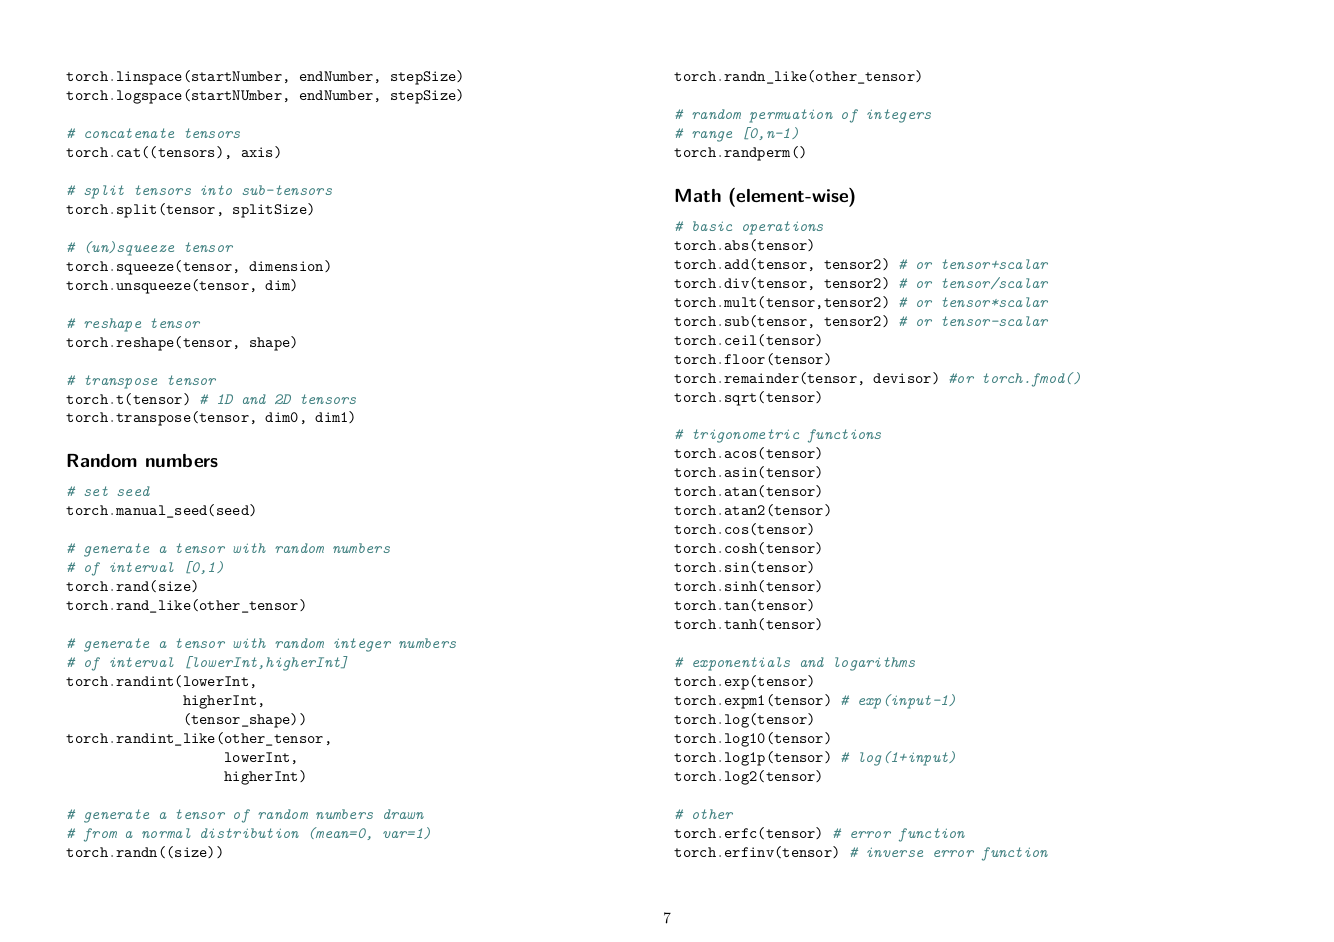 torch.linspace(startNumber, endNumber, stepSize)
torch.logspace(startNUmber, endNumber, stepSize)
# concatenate tensors
torch.cat((tensors), axis)
# split tensors into sub-tensors
torch.split(tensor, splitSize)
# (un)squeeze tensor
torch.squeeze(tensor, dimension)
torch.unsqueeze(tensor, dim)
# reshape tensor
torch.reshape(tensor, shape)
# transpose tensor
torch.t(tensor) # 1D and 2D tensors
torch.transpose(tensor, dim0, dim1)
Random numbers
# set seed
torch.manual_seed(seed)
# generate a tensor with random numbers
# of interval [0,1)
torch.rand(size)
torch.rand_like(other_tensor)
# generate a tensor with random integer numbers
# of interval [lowerInt,higherInt]
torch.randint(lowerInt,
higherInt,
(tensor_shape))
torch.randint_like(other_tensor,
lowerInt,
higherInt)
# generate a tensor of random numbers drawn
# from a normal distribution (mean=0, var=1)
torch.randn((size))
torch.randn_like(other_tensor)
# random permuation of integers
# range [0,n-1)
torch.randperm()
Math (element-wise)
# basic operations
torch.abs(tensor)
torch.add(tensor, tensor2) # or tensor+scalar
torch.div(tensor, tensor2) # or tensor/scalar
torch.mult(tensor,tensor2) # or tensor*scalar
torch.sub(tensor, tensor2) # or tensor-scalar
torch.ceil(tensor)
torch.floor(tensor)
torch.remainder(tensor, devisor) #or torch.fmod()
torch.sqrt(tensor)
# trigonometric functions
torch.acos(tensor)
torch.asin(tensor)
torch.atan(tensor)
torch.atan2(tensor)
torch.cos(tensor)
torch.cosh(tensor)
torch.sin(tensor)
torch.sinh(tensor)
torch.tan(tensor)
torch.tanh(tensor)
# exponentials and logarithms
torch.exp(tensor)
torch.expm1(tensor) # exp(input-1)
torch.log(tensor)
torch.log10(tensor)
torch.log1p(tensor) # log(1+input)
torch.log2(tensor)
# other
torch.erfc(tensor) # error function
torch.erfinv(tensor) # inverse error function
7